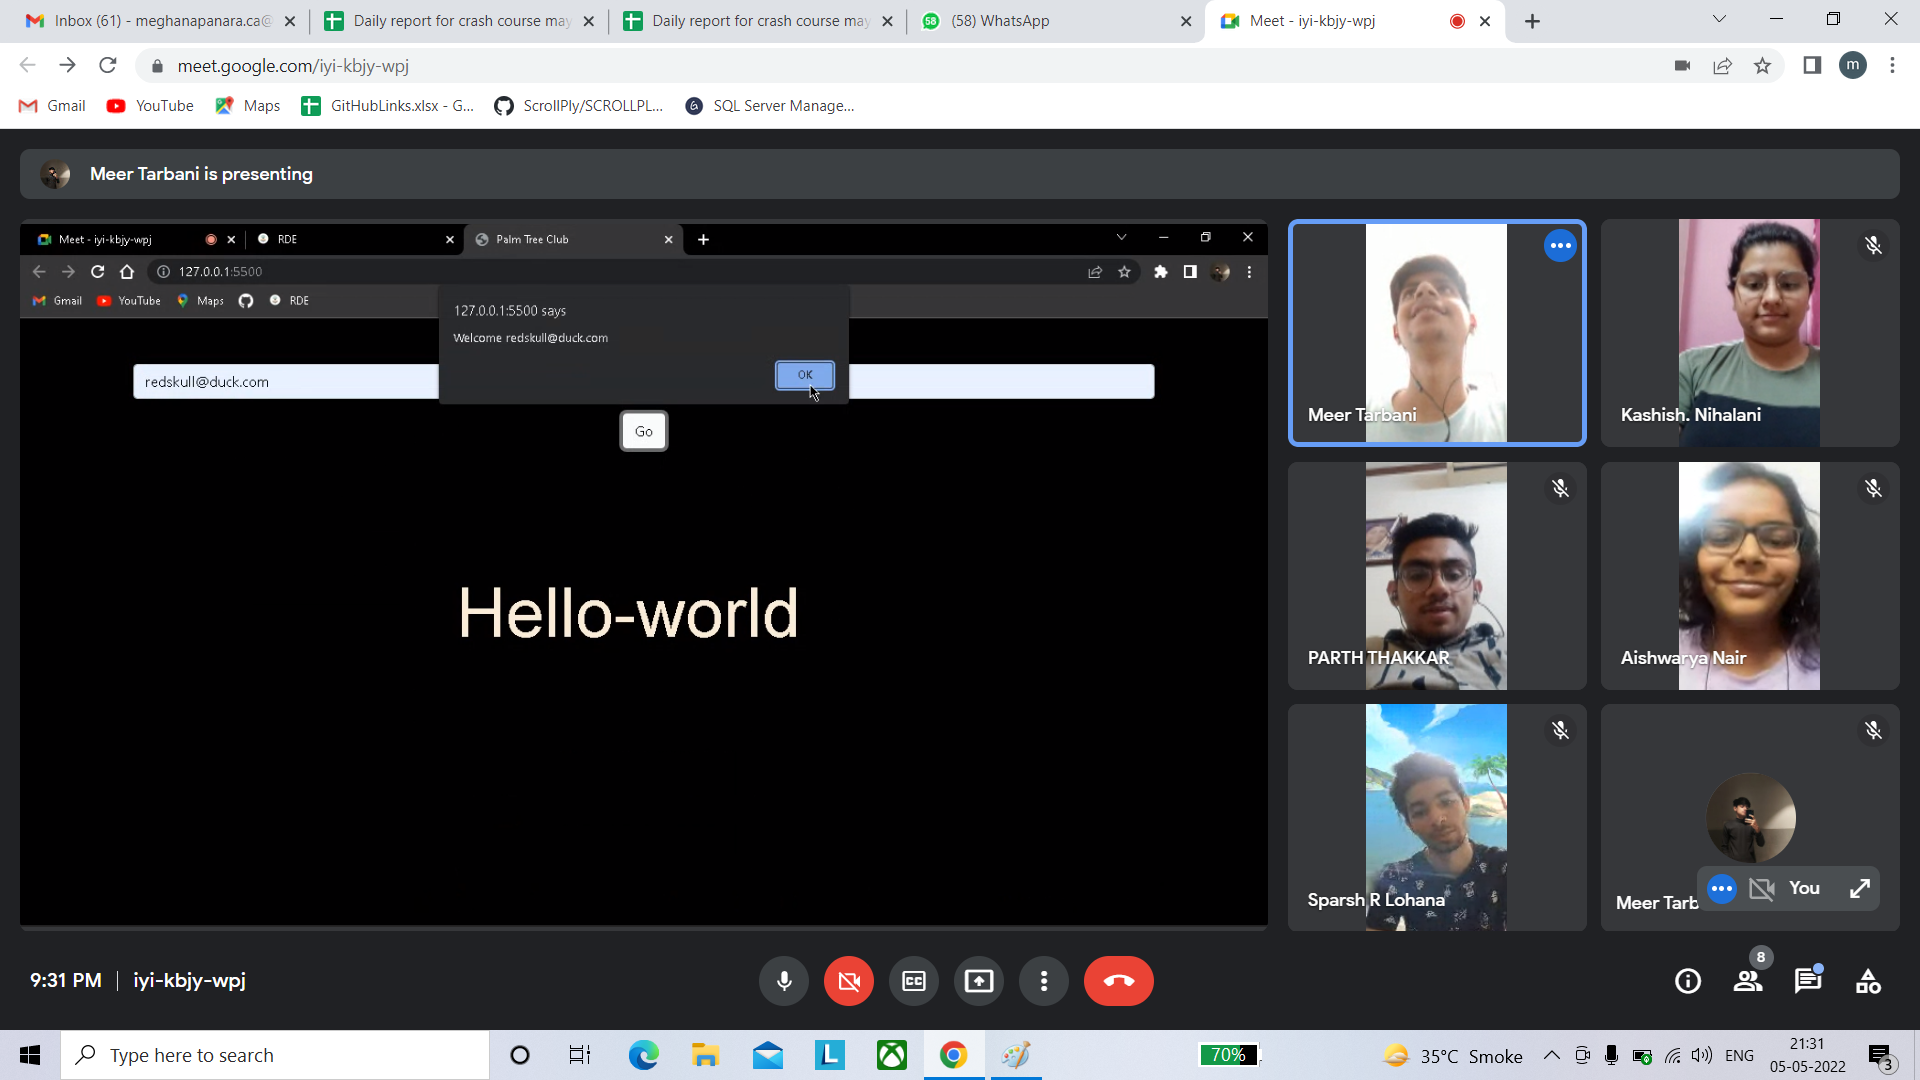 Inbox (61) - meghanapanara.ca@
Daily report for crash course may
Daily report for crash course may
58
(58) WhatsApp
Meet - iyi-kbjy-wpj
meet.google.com/iyi-kbjy-wpj
m
Gmail
YouTube
Maps
GitHubLinks.xlsx - G...
ScrollPly/SCROLLPL...
SQL Server Manage...
Meer Tarbani is presenting
Meet - iyi-kbjy-wpj
RDE
Palm Tree Club
127.0.0.1:5500
Gmail
YouTube
Maps
RDE
127.0.0.1:5500 says
Welcome redskull@duck.com
OK
redskull@duck.com
Go
Hello-world
Meer Tarbani
Kashish. Nihalani
PARTH THAKKAR
Aishwarya Nair
Sparsh R Lohana
Meer Tarb
You
9:31 PM
iyi-kbjy-wpj
CC
8
Type here to search
L
70%
35°C Smoke
ENG
21:31
05-05-2022
3